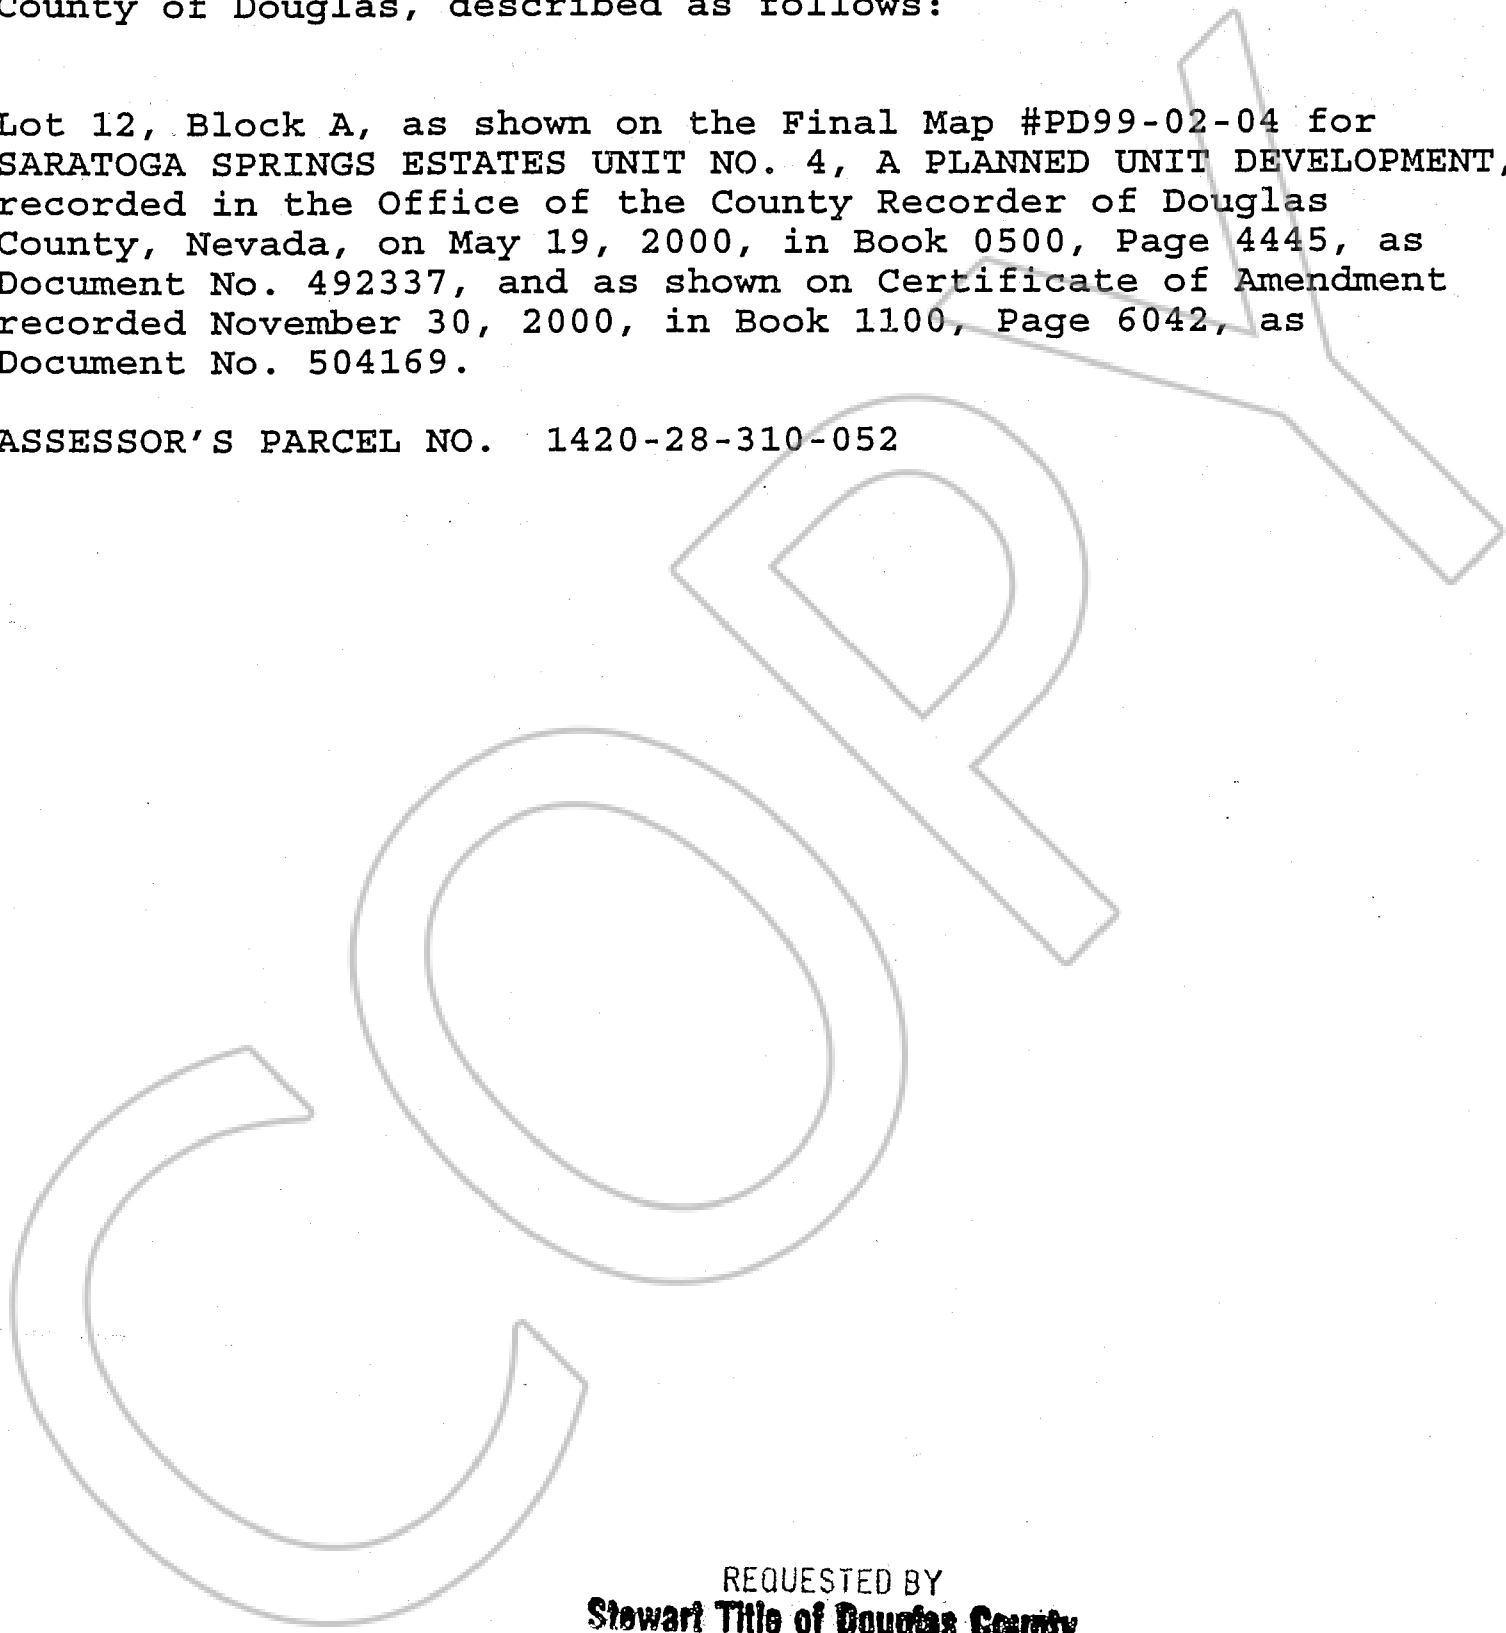 County of Douglas, described as follows:
Lot 12, Block A, as shown on the Final Map #PD99-02-04 for
SARATOGA SPRINGS ESTATES UNIT NO. 4, A PLANNED UNIT DEVELOPMENT,
recorded in the Office of the County Recorder of Douglas
County, Nevada, on May 19, 2000, in Book 0500, Page 4445, as
Document No. 492337, and as shown on Certificate of Amendment
recorded November 30, 2000, in Book 1100, Page 6042, as
Document No. 504169.
ASSESSOR'S PARCEL NO. 1420-28-310-052
COPY
REQUESTED BY
Stewart Title of Douglas County